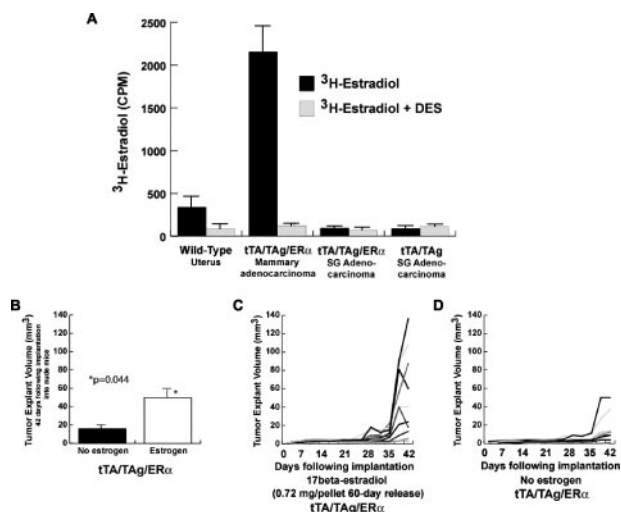 A
³H-Estradiol (CPM)
2500
2000
1500
1000
500
0
³H-Estradiol
³H-Estradiol + DES
Wild-Type
Uterus
tTA/TAg/ERα
Mammary
adenocarcinoma
tTA/TAg/ERα
SG Adeno-
carcinoma
tTA/TAg
SG Adeno-
carcinoma
B
Tumor Explant Volume (mm³)
42 days following implantation
into nude mice
140
120
100
80
60
40
20
0
*p=0.044
*
No estrogen
Estrogen
tTA/TAg/ERα
C
Tumor Explant Volume (mm³)
140
120
100
80
60
40
20
0
0 7 14 21 28 35 42
Days following implantation
17beta-estradiol
(0.72 mg/pellet 60-day release)
tTA/TAg/ERα
D
Tumor Explant Volume (mm³)
140
120
100
80
60
40
20
0
0 7 14 21 28 35 42
Days following implantation
No estrogen
tTA/TAg/ERα